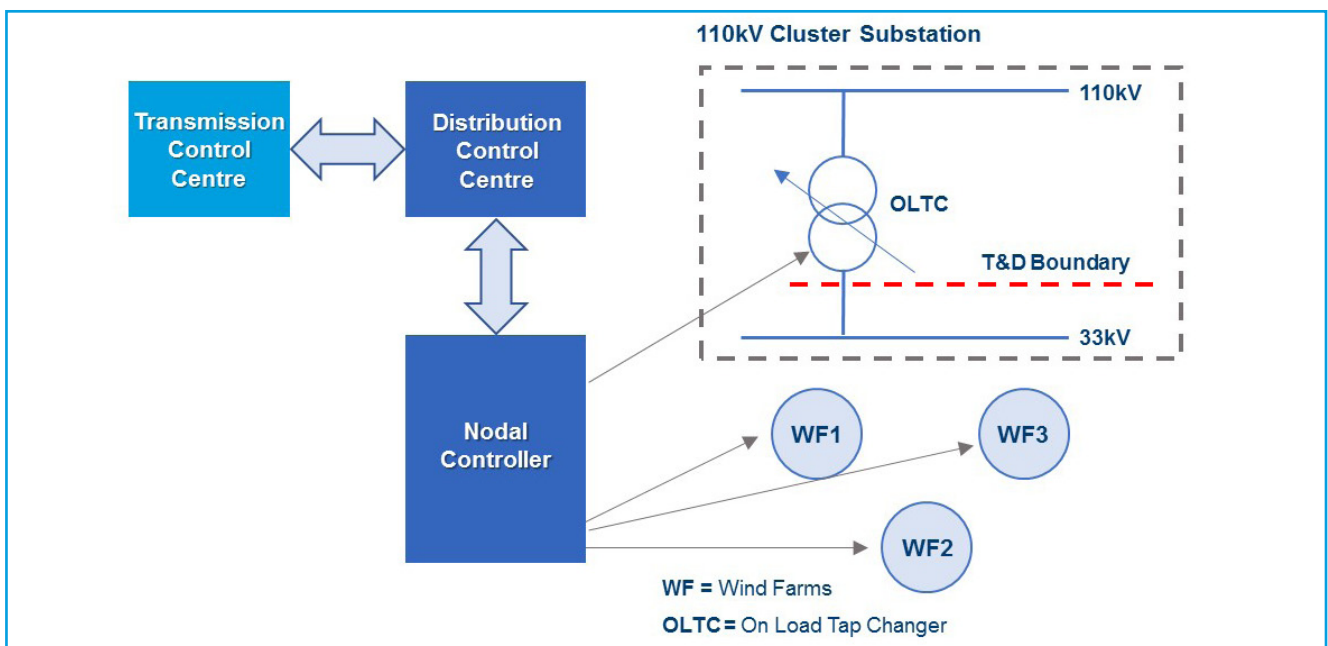 110kV Cluster Substation
Transmission
Control
Centre
Distribution
Control
Centre
110kV
OLTC
T&D Boundary
33kV
Nodal
Controller
WF1
WF3
WF2
WF = Wind Farms
OLTC = On Load Tap Changer